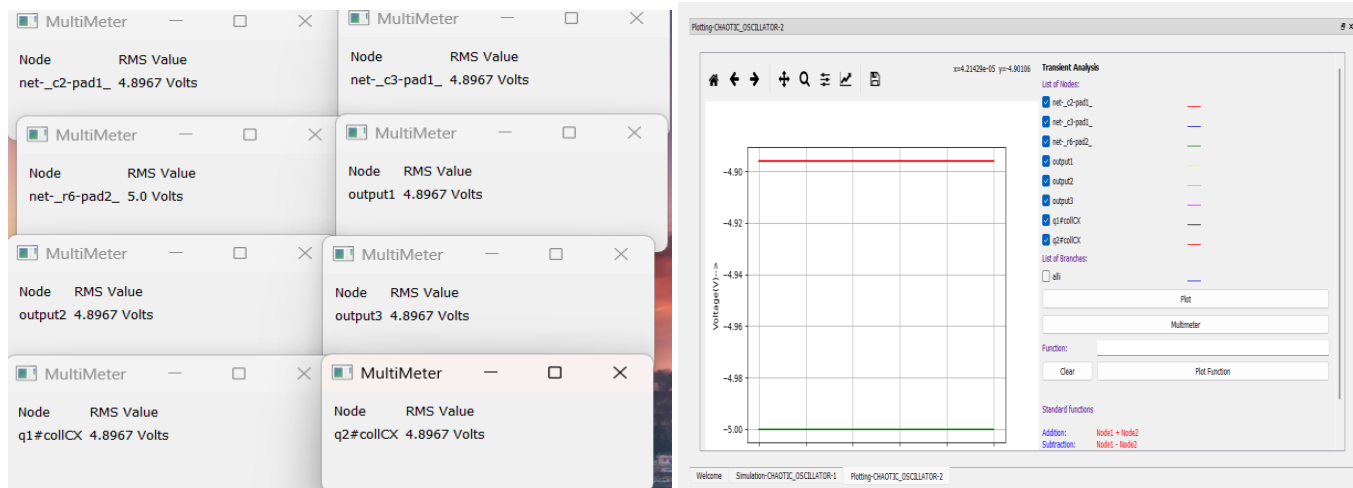 MultiMeter
Node RMS Value
net-_c2-pad1_ 4.8967 Volts
MultiMeter
Node RMS Value
net-_c3-pad1_ 4.8967 Volts
MultiMeter
Node RMS Value
net-_r6-pad2_ 5.0 Volts
MultiMeter
Node RMS Value
output1 4.8967 Volts
MultiMeter
Node RMS Value
output2 4.8967 Volts
MultiMeter
Node RMS Value
output3 4.8967 Volts
MultiMeter
Node RMS Value
q1#collCX 4.8967 Volts
MultiMeter
Node RMS Value
q2#collCX 4.8967 Volts
Plotting-CHAOTIC_OSCILLATOR-2
x=4.21429e-05 y=-4.90106
−4.90
−4.92
−4.94
−4.96
−4.98
−5.00
Voltage(V)-->
Transient Analysis
List of Nodes:
net-_c2-pad1_
net-_c3-pad1_
net-_r6-pad2_
output1
output2
output3
q1#collCX
q2#collCX
List of Branches:
alli
Plot
Multimeter
Function:
Clear Plot Function
Standard functions
Addition: Node1 + Node2
Subtraction: Node1 - Node2
Welcome Simulation-CHAOTIC_OSCILLATOR-1 Plotting-CHAOTIC_OSCILLATOR-2